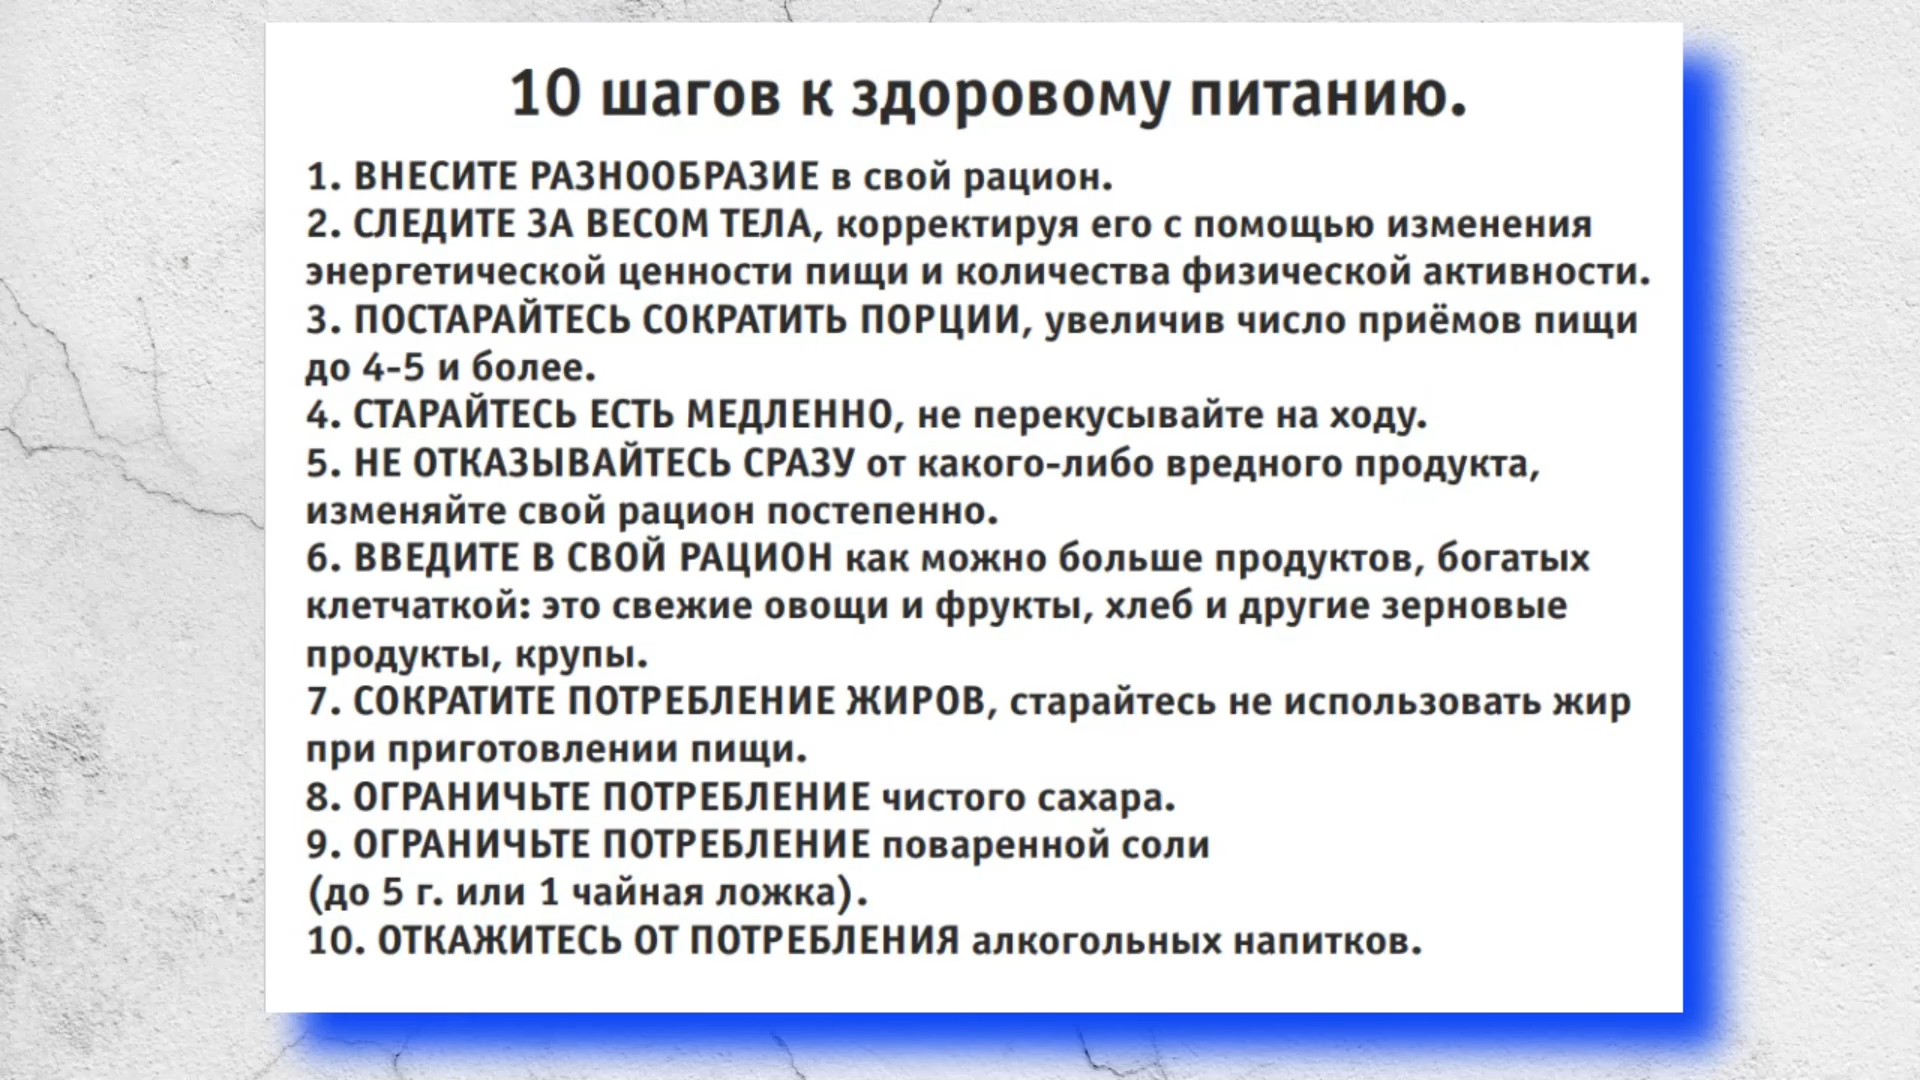 10 шагов к здоровому питанию.
1. ВНЕСИТЕ РАЗНООБРАЗИЕ в свой рацион.
2. СЛЕДИТЕ ЗА ВЕСОМ ТЕЛА, корректируя его с помощью изменения
энергетической ценности пищи и количества физической активности.
3. ПОСТАРАЙТЕСЬ СОКРАТИТЬ ПОРЦИИ, увеличив число приёмов пищи
до 4-5 и более.
4. СТАРАЙТЕСЬ ЕСТЬ МЕДЛЕННО, не перекусывайте на ходу.
5. НЕ ОТКАЗЫВАЙТЕСЬ СРАЗУ от какого-либо вредного продукта,
изменяйте свой рацион постепенно.
6. ВВЕДИТЕ В СВОЙ РАЦИОН как можно больше продуктов, богатых
клетчаткой: это свежие овощи и фрукты, хлеб и другие зерновые
продукты, крупы.
7. СОКРАТИТЕ ПОТРЕБЛЕНИЕ ЖИРОВ, старайтесь не использовать жир
при приготовлении пищи.
8. ОГРАНИЧЬТЕ ПОТРЕБЛЕНИЕ чистого сахара.
9. ОГРАНИЧЬТЕ ПОТРЕБЛЕНИЕ поваренной соли
(до 5 г. или 1 чайная ложка).
10. ОТКАЖИТЕСЬ ОТ ПОТРЕБЛЕНИЯ алкогольных напитков.